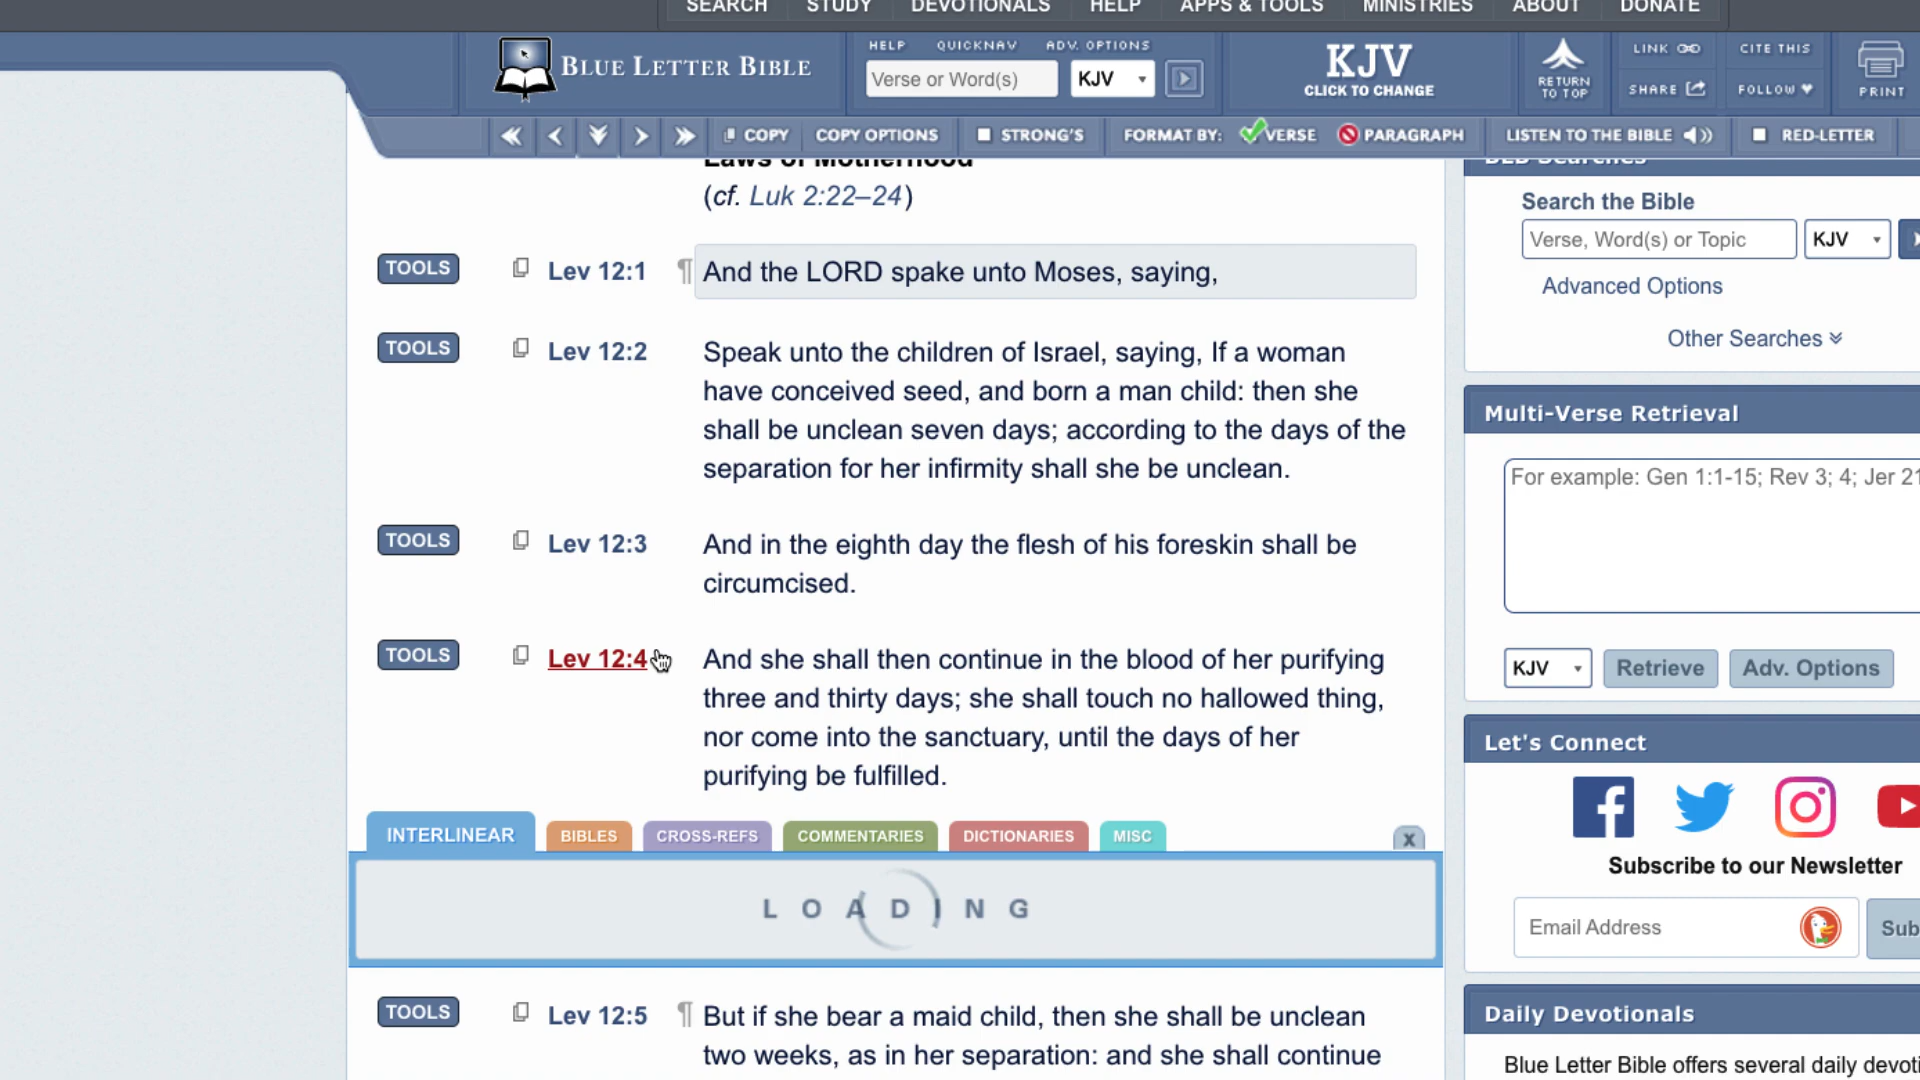 SEARCH STUDY DEVOTIONALS HELP APPS & TOOLS MINISTRIES ABOUT DONATE
BLUE LETTER BIBLE
HELP QUICKNAV ADV. OPTIONS
Verse or Word(s) KJV
KJV
CLICK TO CHANGE
RETURN
TO TOP
LINK
SHARE
CITE THIS
FOLLOW
PRINT
COPY COPY OPTIONS STRONG'S FORMAT BY: VERSE PARAGRAPH LISTEN TO THE BIBLE RED-LETTER
Laws of Motherhood
(cf. Luk 2:22–24)
TOOLS Lev 12:1 ¶ And the LORD spake unto Moses, saying,
TOOLS Lev 12:2 Speak unto the children of Israel, saying, If a woman
have conceived seed, and born a man child: then she
shall be unclean seven days; according to the days of the
separation for her infirmity shall she be unclean.
TOOLS Lev 12:3 And in the eighth day the flesh of his foreskin shall be
circumcised.
TOOLS Lev 12:4 And she shall then continue in the blood of her purifying
three and thirty days; she shall touch no hallowed thing,
nor come into the sanctuary, until the days of her
purifying be fulfilled.
INTERLINEAR BIBLES CROSS-REFS COMMENTARIES DICTIONARIES MISC X
LOADING
TOOLS Lev 12:5 ¶ But if she bear a maid child, then she shall be unclean
two weeks, as in her separation: and she shall continue
BLB Searches
Search the Bible
Verse, Word(s) or Topic KJV
Advanced Options
Other Searches
Multi-Verse Retrieval
For example: Gen 1:1-15; Rev 3; 4; Jer 21
KJV Retrieve Adv. Options
Let's Connect
Subscribe to our Newsletter
Email Address Sub
Daily Devotionals
Blue Letter Bible offers several daily devoti